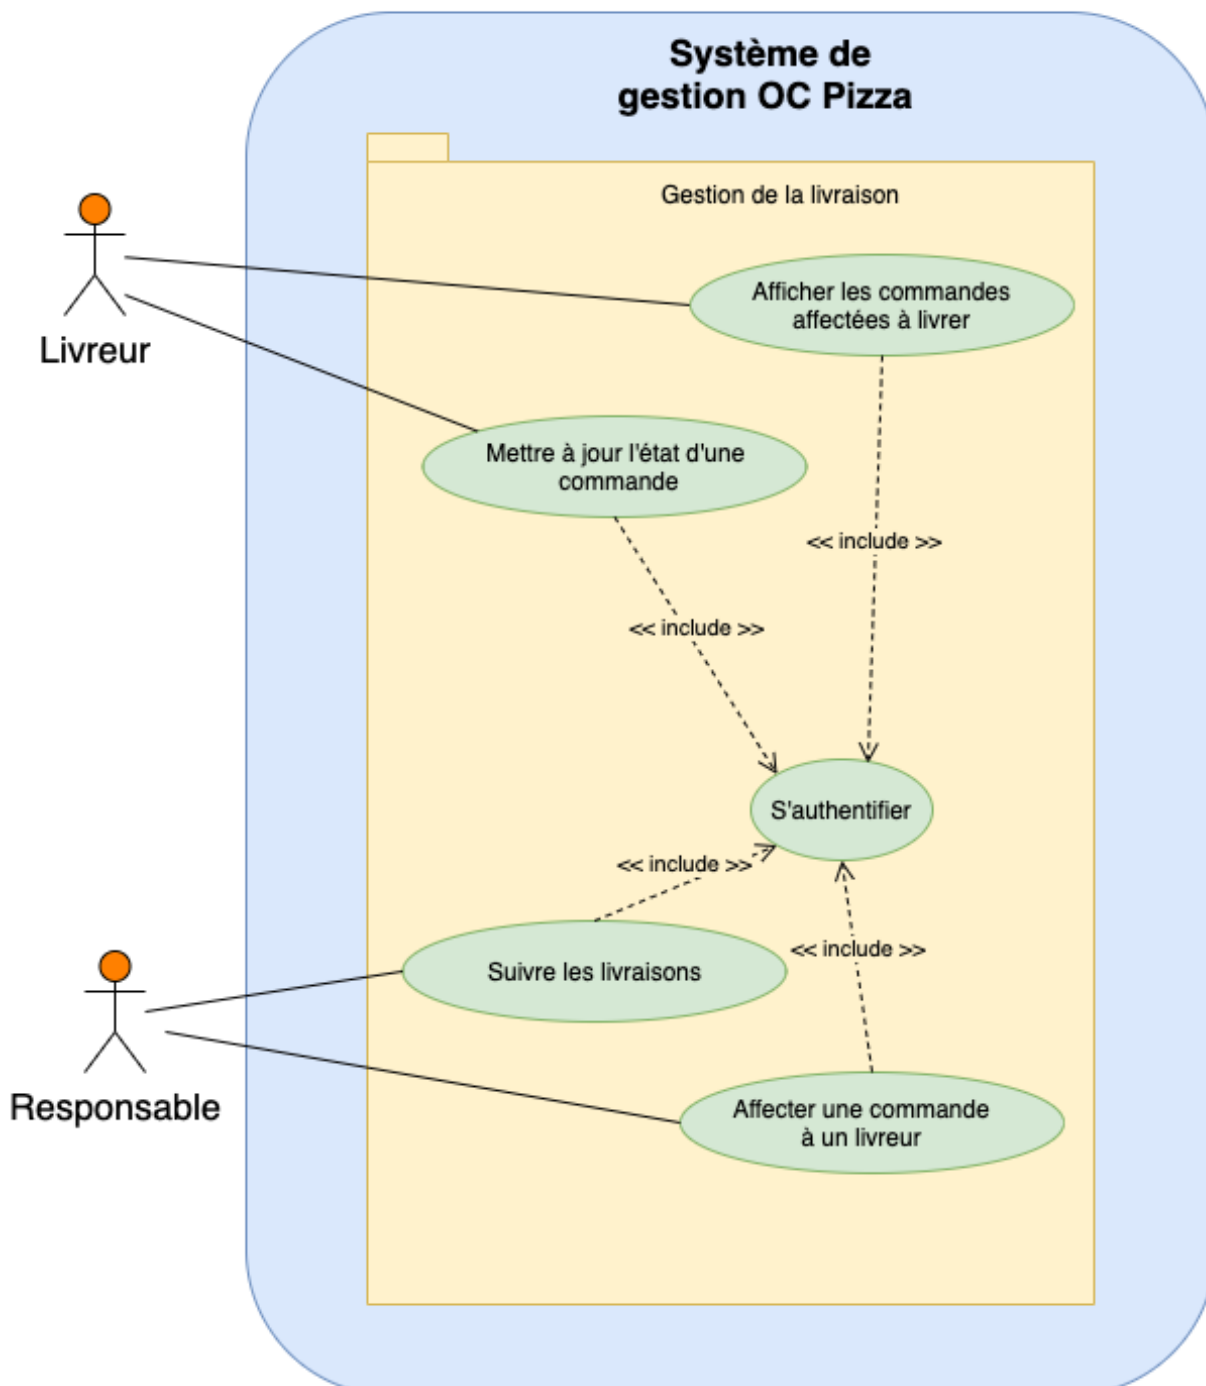 Système de
gestion OC Pizza
Gestion de la livraison
Afficher les commandes
affectées à livrer
Livreur
Mettre à jour l'état d'une
commande
<< include >>
<< include >>
S'authentifier
<< include >>
<< include >>
Suivre les livraisons
Responsable
Affecter une commande
à un livreur